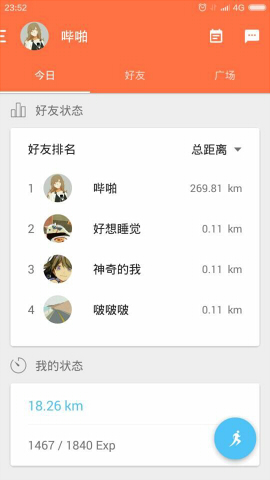 23:52
4G
哔啪
今日 好友 广场
好友状态
好友排名 总距离
1 哔啪 269.81 km
2 好想睡觉 0.11 km
3 神奇的我 0.11 km
4 啵啵啵 0.11 km
我的状态
18.26 km
1467 / 1840 Exp